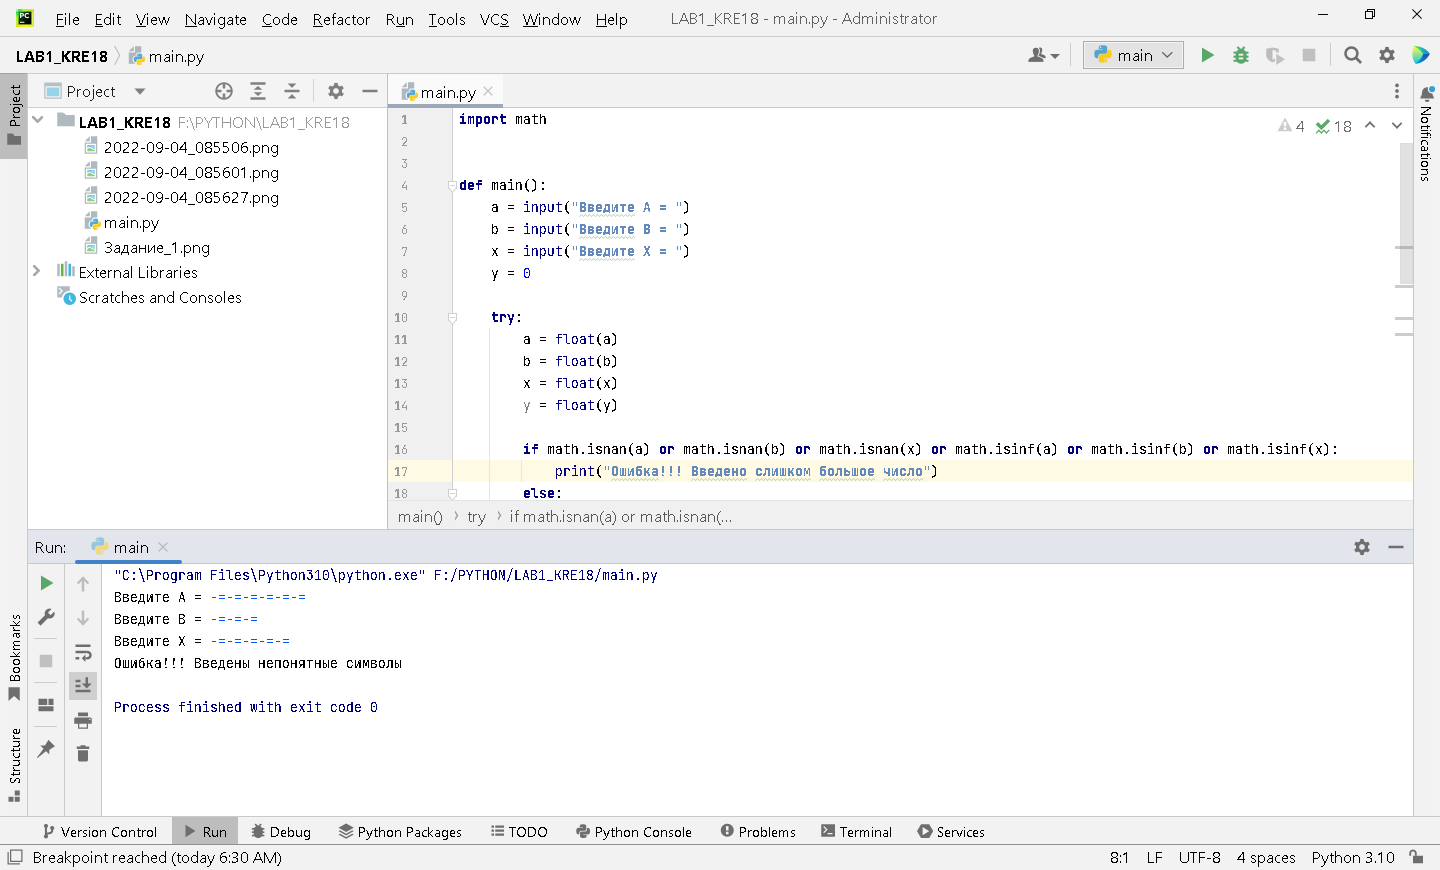 File Edit View Navigate Code Refactor Run Tools VCS Window Help LAB1_KRE18 - main.py - Administrator
LAB1_KRE18 main.py main
Project main.py
Project
LAB1_KRE18 F:\PYTHON\LAB1_KRE18
2022-09-04_085506.png
2022-09-04_085601.png
2022-09-04_085627.png
main.py
Задание_1.png
External Libraries
Scratches and Consoles
4 18
Notifications
1 import math
2
3
4 def main():
5 a = input("Введите A = ")
6 b = input("Введите B = ")
7 x = input("Введите X = ")
8 y = 0
9
10 try:
11 a = float(a)
12 b = float(b)
13 x = float(x)
14 y = float(y)
15
16 if math.isnan(a) or math.isnan(b) or math.isnan(x) or math.isinf(a) or math.isinf(b) or math.isinf(x):
17 print("Ошибка!!! Введено слишком большое число")
18 else:
main() try if math.isnan(a) or math.isnan(...
Run: main
"C:\Program Files\Python310\python.exe" F:/PYTHON/LAB1_KRE18/main.py
Введите A = -=-=-=-=-=-=
Введите B = -=-=-=
Введите X = -=-=-=-=-=
Ошибка!!! Введены непонятные символы
Process finished with exit code 0
Bookmarks
Structure
Version Control Run Debug Python Packages TODO Python Console Problems Terminal Services
Breakpoint reached (today 6:30 AM) 8:1 LF UTF-8 4 spaces Python 3.10